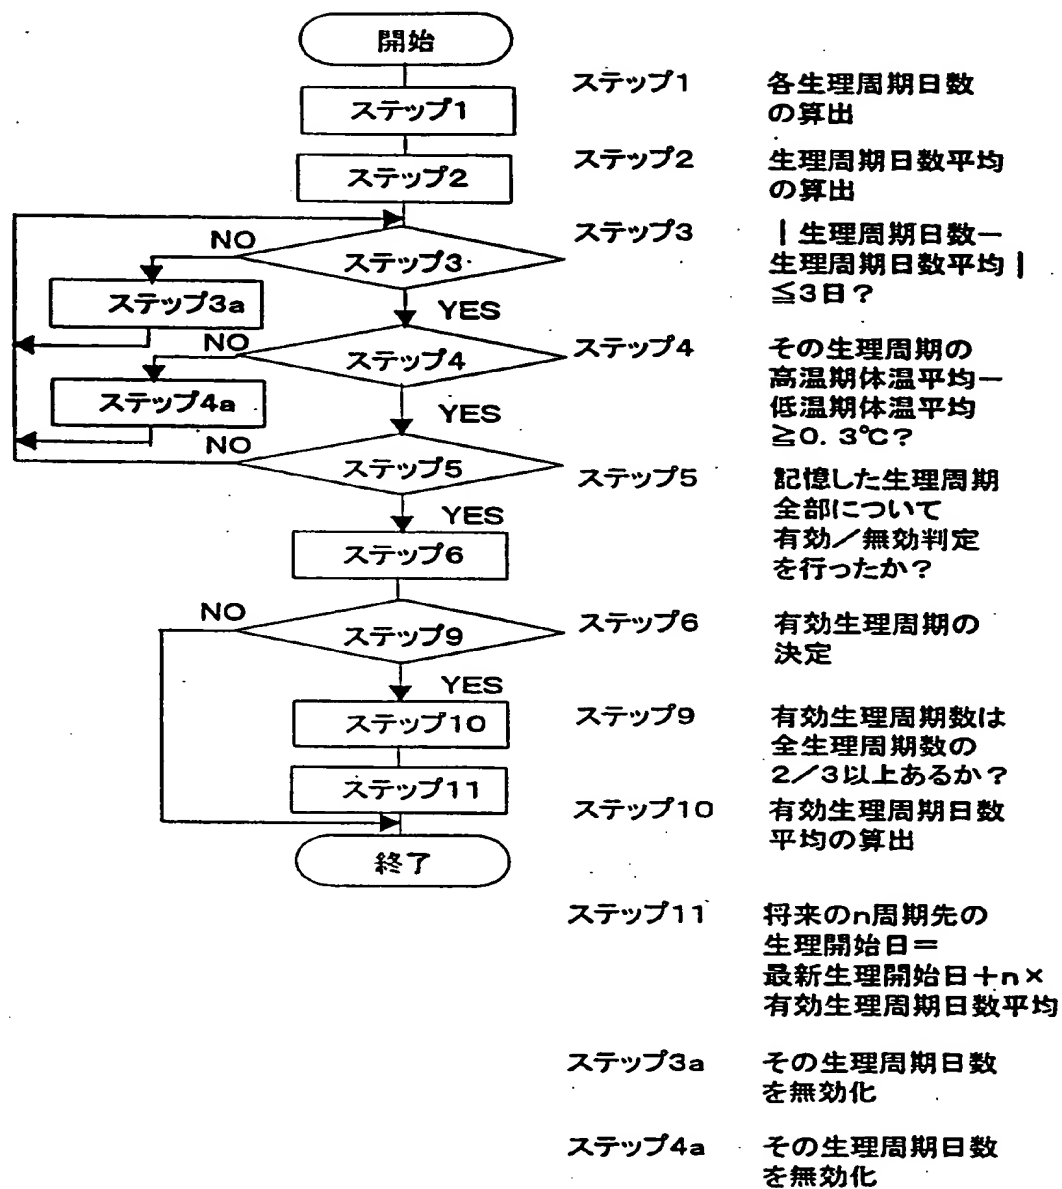 開始
ステップ1
ステップ2
NO
ステップ3
ステップ3a
YES
NO
ステップ4
ステップ4a
YES
NO
ステップ5
YES
ステップ6
NO
ステップ9
YES
ステップ10
ステップ11
終了
ステップ1 各生理周期日数
の算出
ステップ2 生理周期日数平均
の算出
ステップ3 |生理周期日数−
生理周期日数平均|
≦3日?
ステップ4 その生理周期の
高温期体温平均−
低温期体温平均
≧0.3℃?
ステップ5 記憶した生理周期
全部について
有効/無効判定
を行ったか?
ステップ6 有効生理周期の
決定
ステップ9 有効生理周期数は
全生理周期数の
2/3以上あるか?
ステップ10 有効生理周期日数
平均の算出
ステップ11 将来のn周期先の
生理開始日=
最新生理開始日+n×
有効生理周期日数平均
ステップ3a その生理周期日数
を無効化
ステップ4a その生理周期日数
を無効化